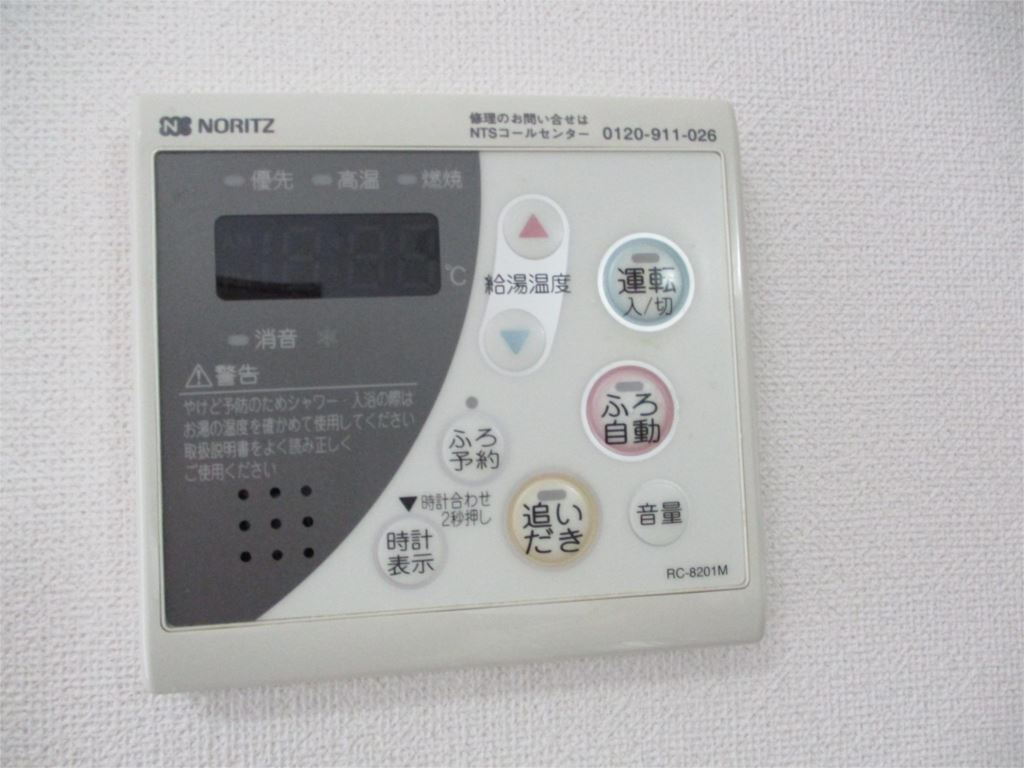 NORITZ
修理のお問い合せは
NTSコールセンター 0120-911-026
優先 高温 燃焼
℃
給湯温度
運転
入/切
消音
警告
やけど予防のためシャワー・入浴の際は
お湯の温度を確かめて使用してください
取扱説明書をよく読み正しく
ご使用ください
ふろ
自動
ふろ
予約
▼時計合わせ
2秒押し
時計
表示
追い
だき
音量
RC-8201M